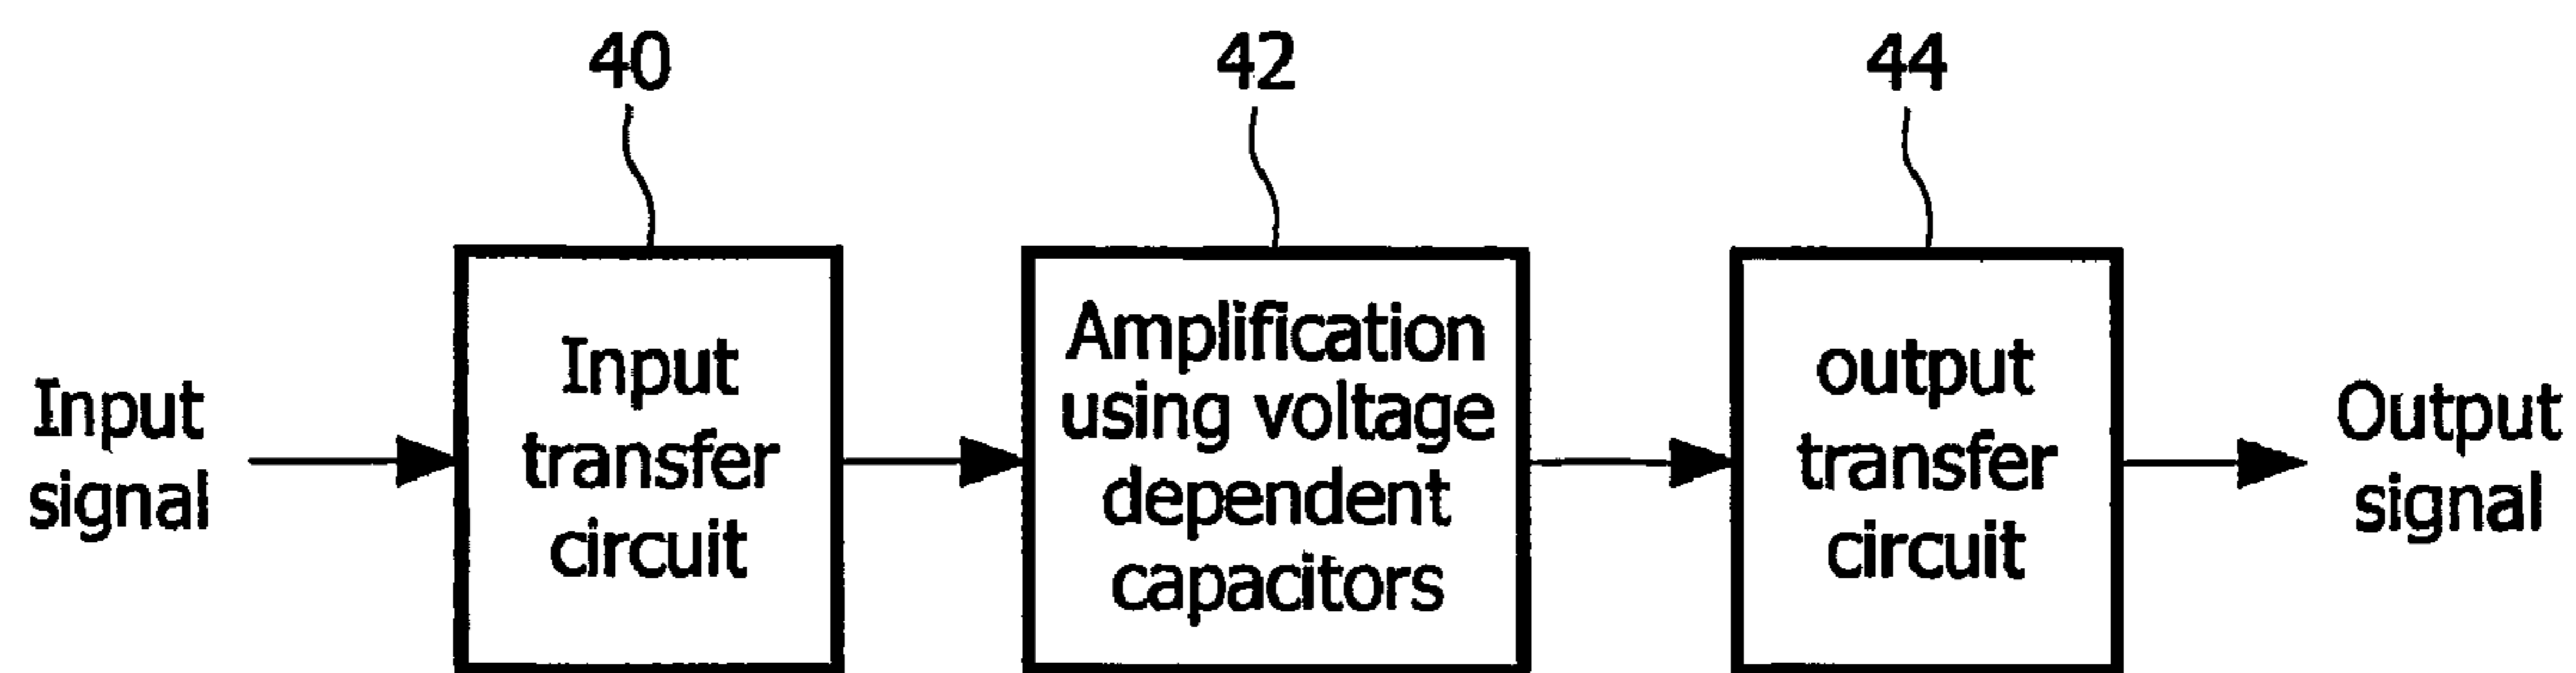 40
42
44
Input
signal
Input
transfer
circuit
Amplification
using voltage
dependent
capacitors
output
transfer
circuit
Output
signal